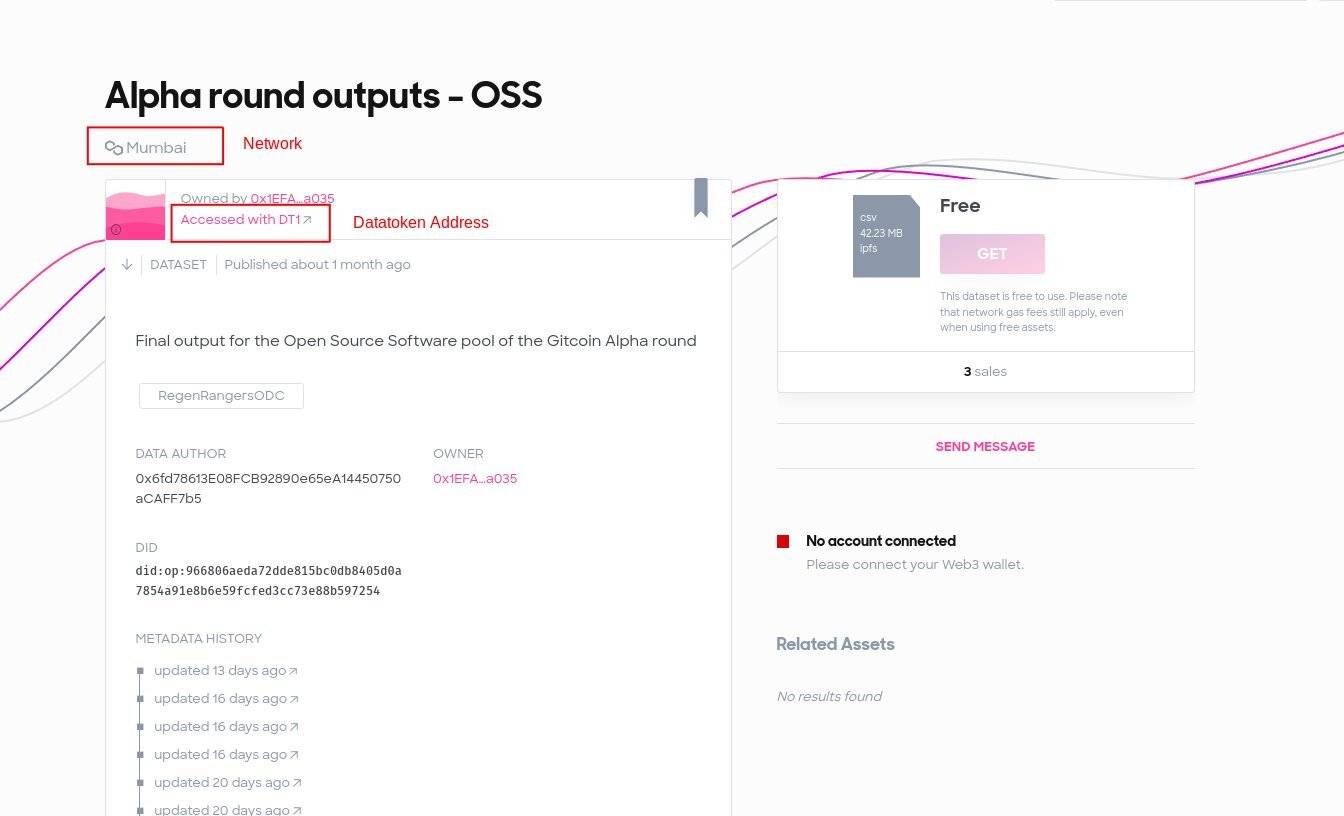 Alpha round outputs - OSS
Mumbai
Network
Owned by 0x1EFA…a035
Accessed with DT1↗
Datatoken Address
DATASET
Published about 1 month ago
Final output for the Open Source Software pool of the Gitcoin Alpha round
RegenRangersODC
DATA AUTHOR
0x6fd78613E08FCB92890e65eA14450750
aCAFF7b5
OWNER
0x1EFA…a035
DID
did:op:966806aeda72dde815bc0db8405d0a
7854a91e8b6e59fcfed3cc73e88b597254
METADATA HISTORY
updated 13 days ago↗
updated 16 days ago↗
updated 16 days ago↗
updated 16 days ago↗
updated 20 days ago↗
updated 20 days ago↗
csv
42.23 MB
ipfs
Free
GET
This dataset is free to use. Please note
that network gas fees still apply, even
when using free assets.
3 sales
SEND MESSAGE
No account connected
Please connect your Web3 wallet.
Related Assets
No results found